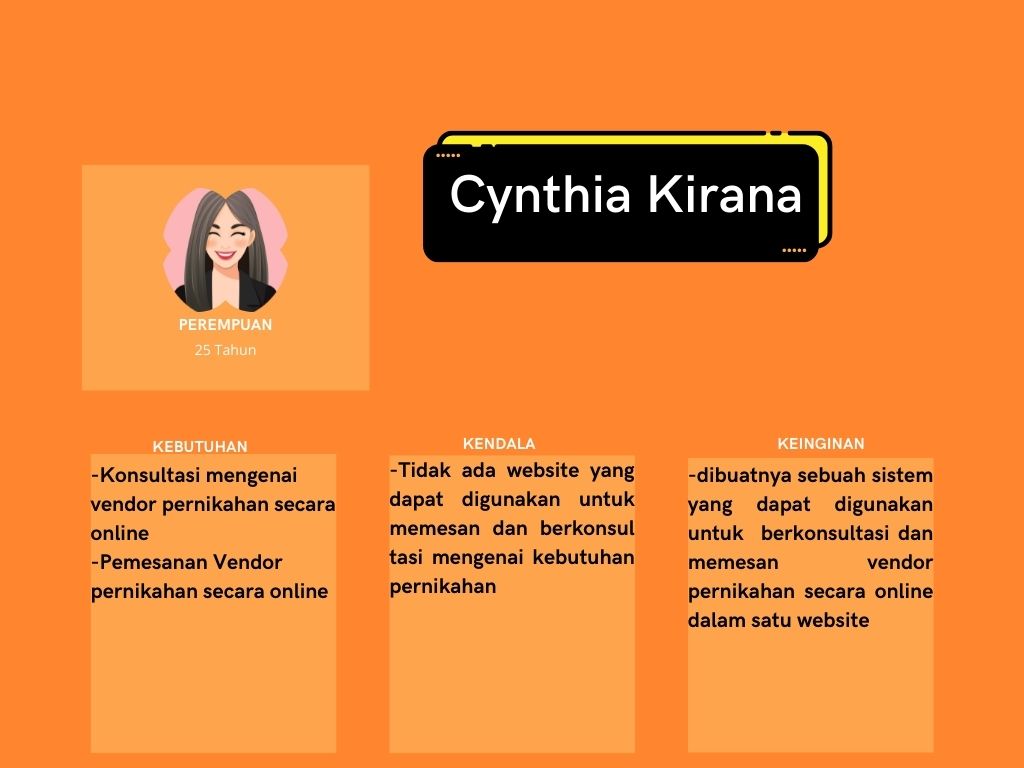 Cynthia Kirana
PEREMPUAN
25 Tahun
KEBUTUHAN
-Konsultasi mengenai
vendor pernikahan secara
online
-Pemesanan Vendor
pernikahan secara online
KENDALA
-Tidak ada website yang
dapat digunakan untuk
memesan dan berkonsul
tasi mengenai kebutuhan
pernikahan
KEINGINAN
-dibuatnya sebuah sistem
yang dapat digunakan
untuk berkonsultasi dan
memesan vendor
pernikahan secara online
dalam satu website